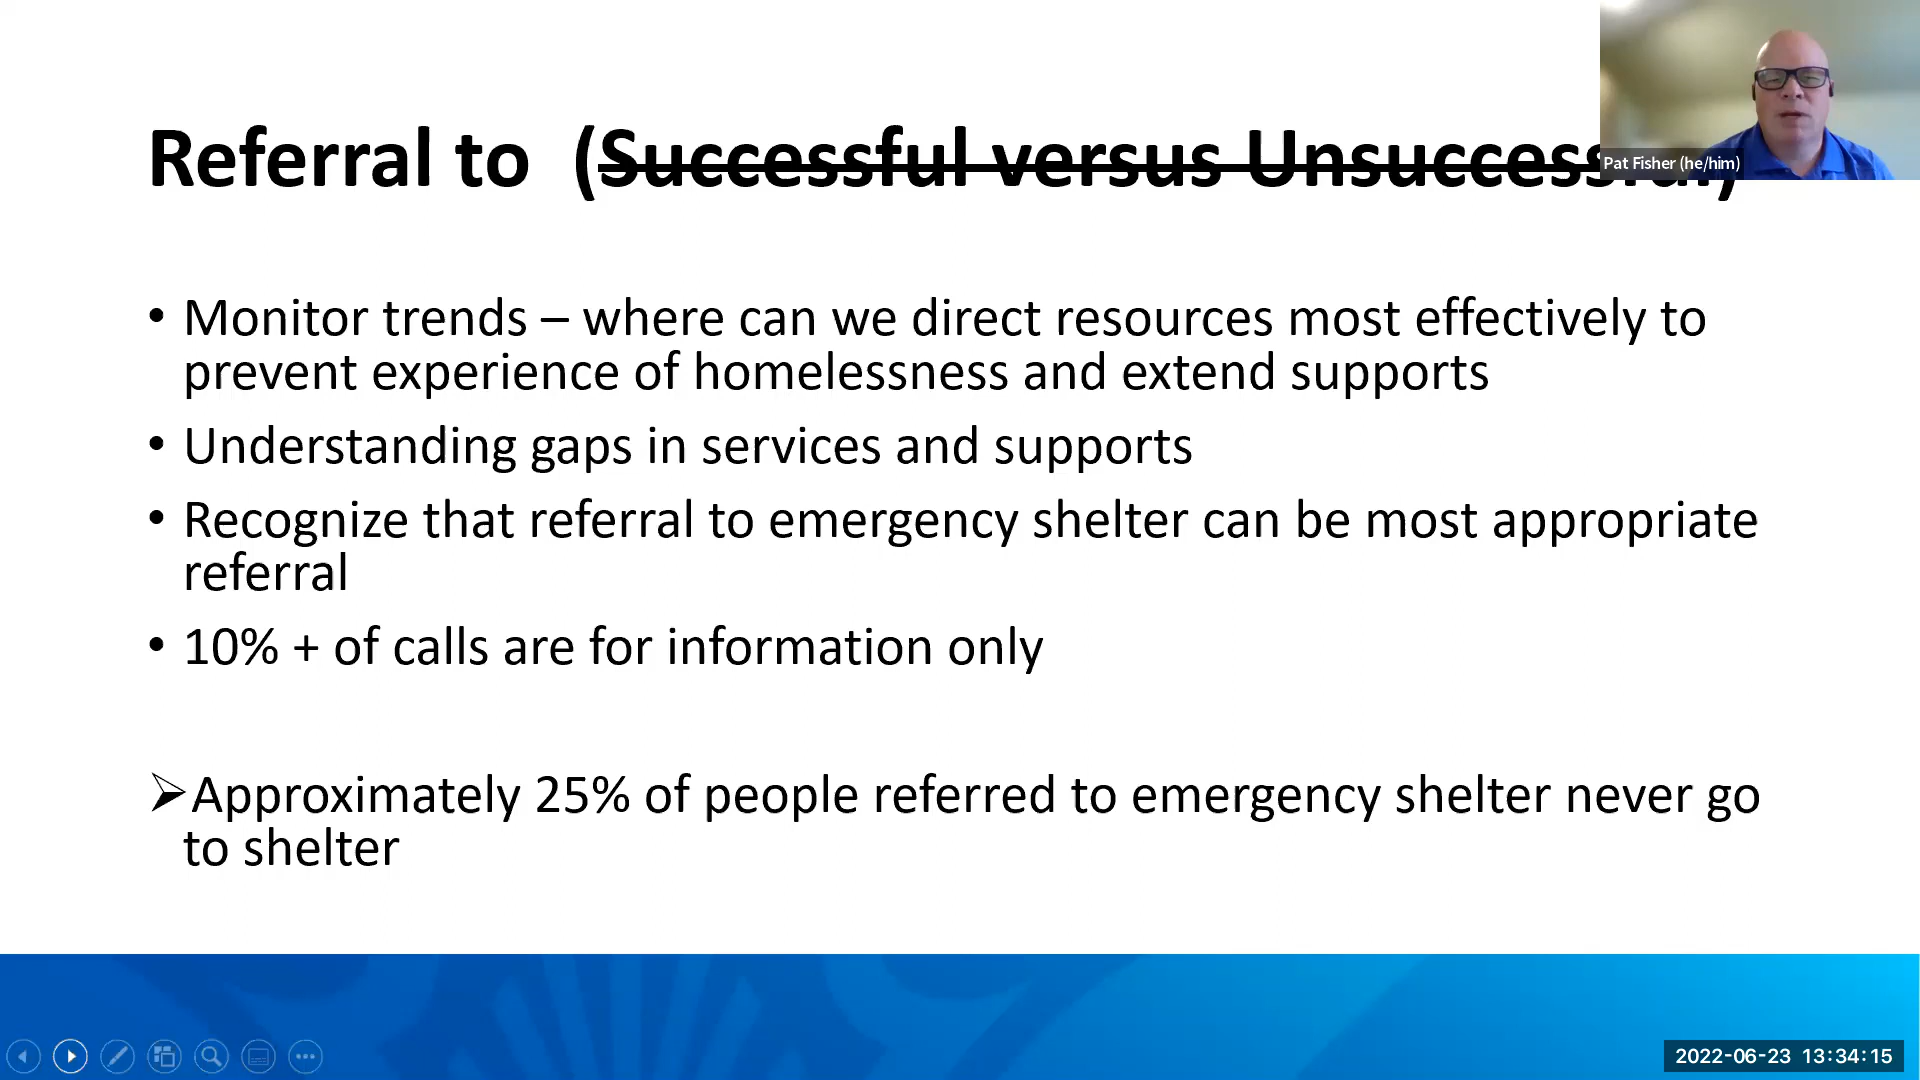 Referral to (Successful versus Unsuccessful)
Pat Fisher (he/him)
• Monitor trends – where can we direct resources most effectively to
prevent experience of homelessness and extend supports
• Understanding gaps in services and supports
• Recognize that referral to emergency shelter can be most appropriate
referral
• 10% + of calls are for information only
➢Approximately 25% of people referred to emergency shelter never go
to shelter
2022-06-23 13:34:15